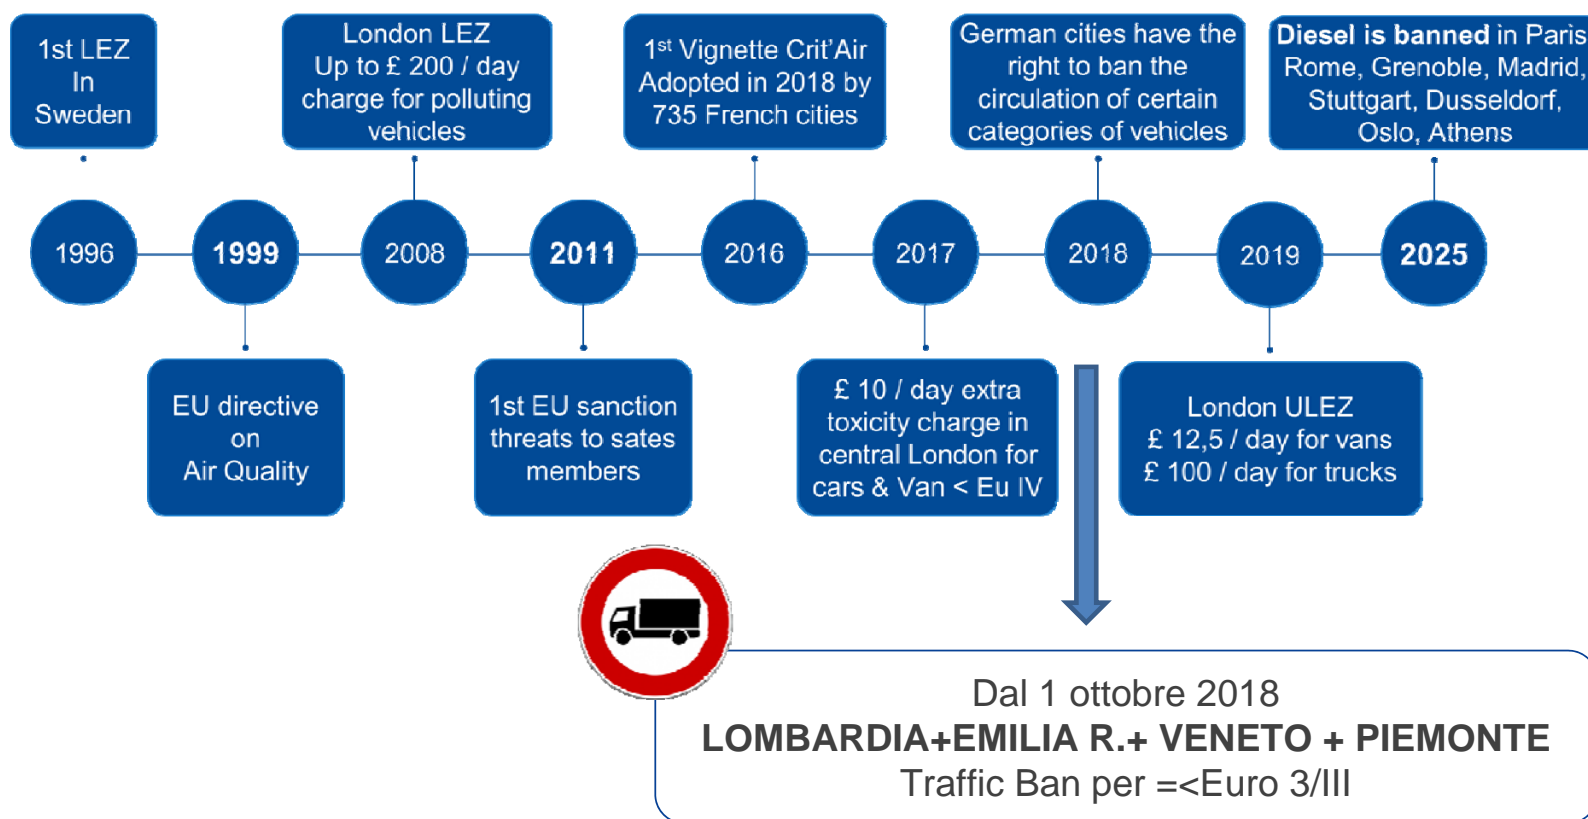 1st LEZ
In
Sweden
London LEZ
Up to £ 200 / day
charge for polluting
vehicles
1st Vignette Crit'Air
Adopted in 2018 by
735 French cities
German cities have the
right to ban the
circulation of certain
categories of vehicles
Diesel is banned in Paris
Rome, Grenoble, Madrid,
Stuttgart, Dusseldorf,
Oslo, Athens
1996
1999
2008
2011
2016
2017
2018
2019
2025
EU directive
on
Air Quality
1st EU sanction
threats to sates
members
£ 10 / day extra
toxicity charge in
central London for
cars & Van < Eu IV
London ULEZ
£ 12,5 / day for vans
£ 100 / day for trucks
Dal 1 ottobre 2018
LOMBARDIA+EMILIA R.+ VENETO + PIEMONTE
Traffic Ban per =<Euro 3/III